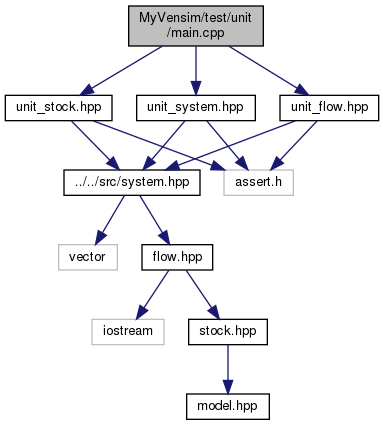 MyVensim/test/unit
/main.cpp
unit_stock.hpp
unit_system.hpp
unit_flow.hpp
../../src/system.hpp
assert.h
vector
flow.hpp
iostream
stock.hpp
model.hpp